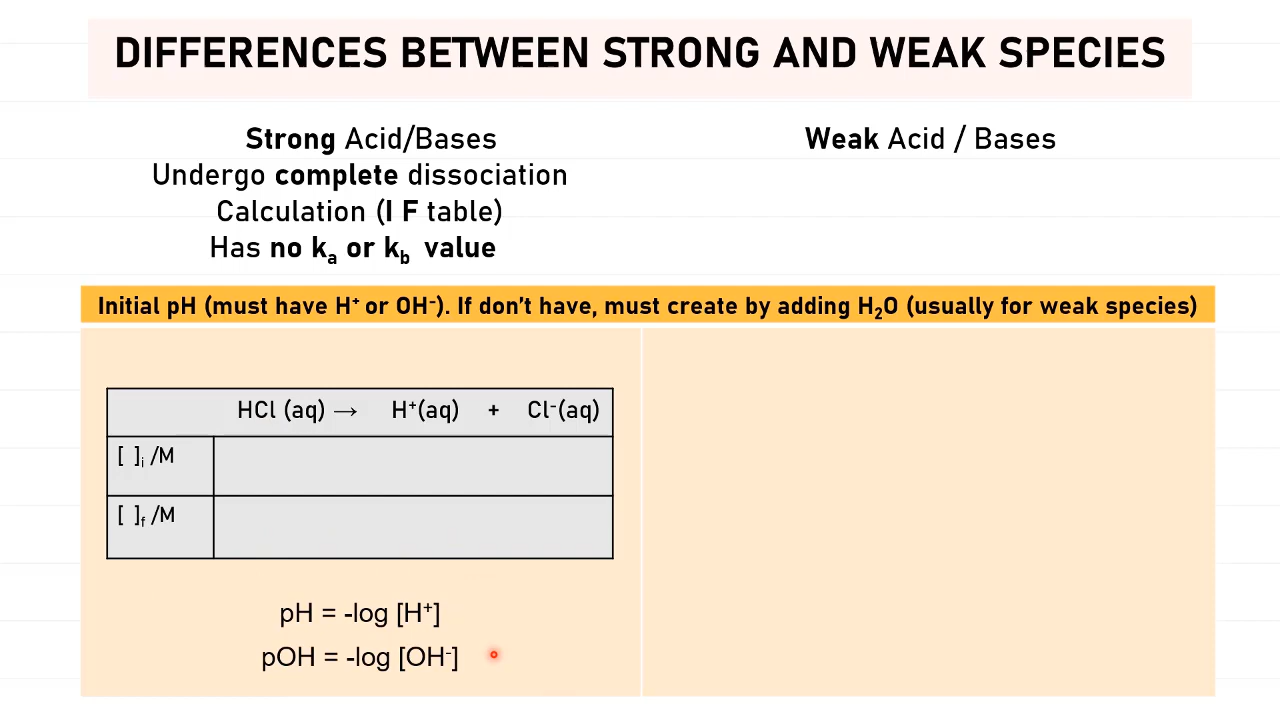 DIFFERENCES BETWEEN STRONG AND WEAK SPECIES
Strong Acid/Bases
Undergo complete dissociation
Calculation (I F table)
Has no kₐ or k_b value
Weak Acid / Bases
Initial pH (must have H⁺ or OH⁻). If don't have, must create by adding H₂O (usually for weak species)
HCl (aq) → H⁺(aq) + Cl⁻(aq)
[ ]ᵢ /M
[ ]_f /M
pH = -log [H⁺]
pOH = -log [OH⁻]